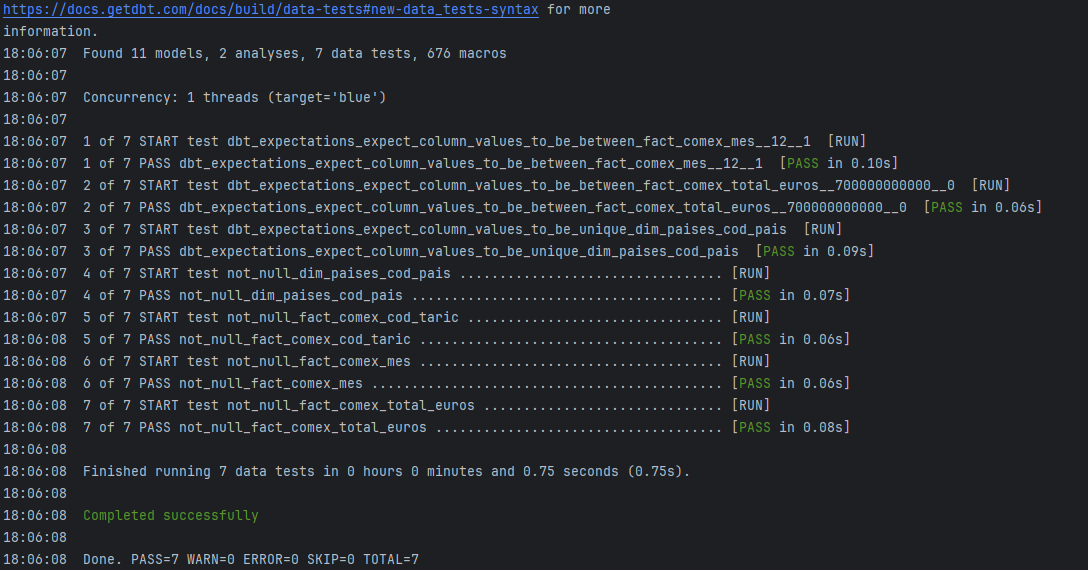 https://docs.getdbt.com/docs/build/data-tests#new-data_tests-syntax for more
information.
18:06:07  Found 11 models, 2 analyses, 7 data tests, 676 macros
18:06:07
18:06:07  Concurrency: 1 threads (target='blue')
18:06:07
18:06:07  1 of 7 START test dbt_expectations_expect_column_values_to_be_between_fact_comex_mes__12__1  [RUN]
18:06:07  1 of 7 PASS dbt_expectations_expect_column_values_to_be_between_fact_comex_mes__12__1  [PASS in 0.10s]
18:06:07  2 of 7 START test dbt_expectations_expect_column_values_to_be_between_fact_comex_total_euros__700000000000__0  [RUN]
18:06:07  2 of 7 PASS dbt_expectations_expect_column_values_to_be_between_fact_comex_total_euros__700000000000__0  [PASS in 0.06s]
18:06:07  3 of 7 START test dbt_expectations_expect_column_values_to_be_unique_dim_paises_cod_pais  [RUN]
18:06:07  3 of 7 PASS dbt_expectations_expect_column_values_to_be_unique_dim_paises_cod_pais  [PASS in 0.09s]
18:06:07  4 of 7 START test not_null_dim_paises_cod_pais ................................. [RUN]
18:06:07  4 of 7 PASS not_null_dim_paises_cod_pais ....................................... [PASS in 0.07s]
18:06:07  5 of 7 START test not_null_fact_comex_cod_taric ................................ [RUN]
18:06:08  5 of 7 PASS not_null_fact_comex_cod_taric ...................................... [PASS in 0.06s]
18:06:08  6 of 7 START test not_null_fact_comex_mes ...................................... [RUN]
18:06:08  6 of 7 PASS not_null_fact_comex_mes ............................................ [PASS in 0.06s]
18:06:08  7 of 7 START test not_null_fact_comex_total_euros .............................. [RUN]
18:06:08  7 of 7 PASS not_null_fact_comex_total_euros .................................... [PASS in 0.08s]
18:06:08
18:06:08  Finished running 7 data tests in 0 hours 0 minutes and 0.75 seconds (0.75s).
18:06:08
18:06:08  Completed successfully
18:06:08
18:06:08  Done. PASS=7 WARN=0 ERROR=0 SKIP=0 TOTAL=7